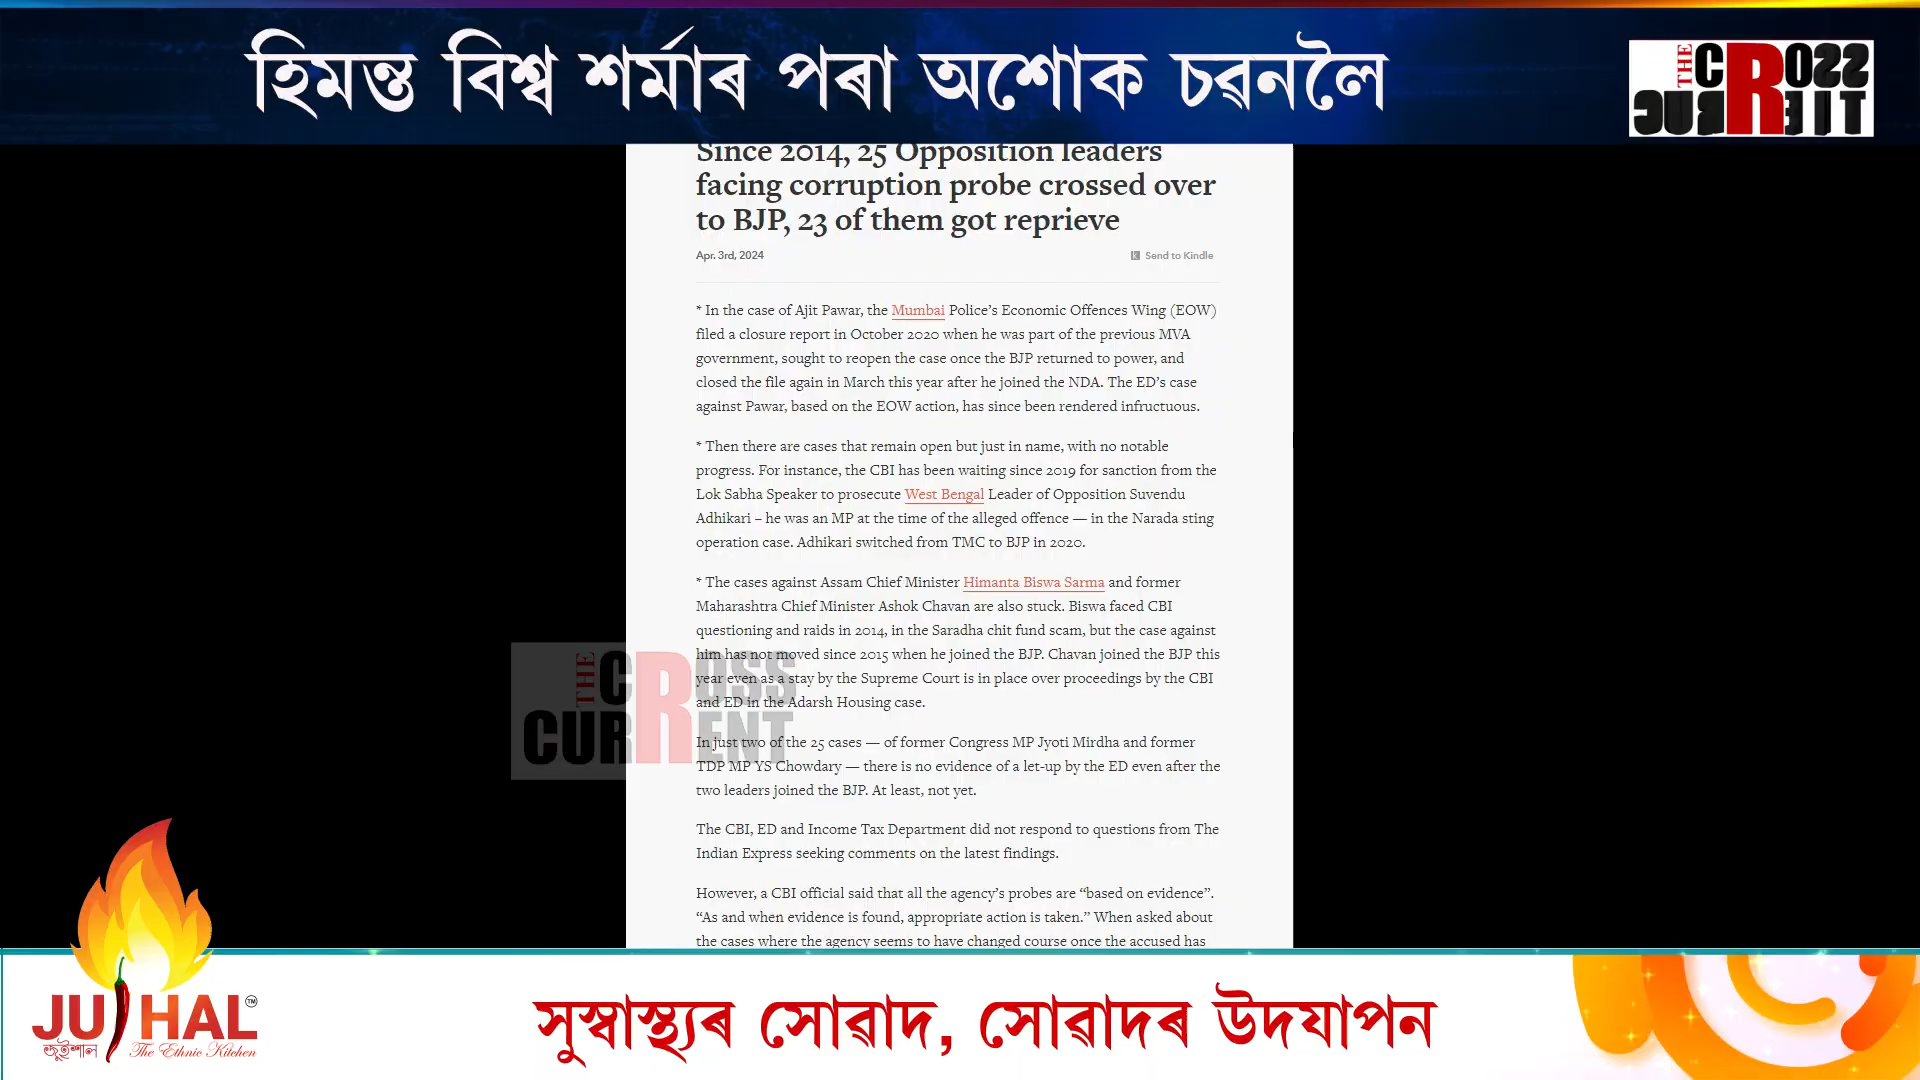 হিমন্ত বিশ্ব শৰ্মাৰ পৰা অশোক চৱনলৈ
THE CROSS
CURRENT
Since 2014, 25 Opposition leaders
facing corruption probe crossed over
to BJP, 23 of them got reprieve
Apr. 3rd, 2024
Send to Kindle
* In the case of Ajit Pawar, the Mumbai Police’s Economic Offences Wing (EOW)
filed a closure report in October 2020 when he was part of the previous MVA
government, sought to reopen the case once the BJP returned to power, and
closed the file again in March this year after he joined the NDA. The ED’s case
against Pawar, based on the EOW action, has since been rendered infructuous.
* Then there are cases that remain open but just in name, with no notable
progress. For instance, the CBI has been waiting since 2019 for sanction from the
Lok Sabha Speaker to prosecute West Bengal Leader of Opposition Suvendu
Adhikari – he was an MP at the time of the alleged offence — in the Narada sting
operation case. Adhikari switched from TMC to BJP in 2020.
* The cases against Assam Chief Minister Himanta Biswa Sarma and former
Maharashtra Chief Minister Ashok Chavan are also stuck. Biswa faced CBI
questioning and raids in 2014, in the Saradha chit fund scam, but the case against
him has not moved since 2015 when he joined the BJP. Chavan joined the BJP this
year even as a stay by the Supreme Court is in place over proceedings by the CBI
and ED in the Adarsh Housing case.
THE CROSS
CURRENT
In just two of the 25 cases — of former Congress MP Jyoti Mirdha and former
TDP MP YS Chowdary — there is no evidence of a let-up by the ED even after the
two leaders joined the BJP. At least, not yet.
The CBI, ED and Income Tax Department did not respond to questions from The
Indian Express seeking comments on the latest findings.
However, a CBI official said that all the agency’s probes are “based on evidence”.
“As and when evidence is found, appropriate action is taken.” When asked about
the cases where the agency seems to have changed course once the accused has
JUIHAL™
জুইশাল The Ethnic Kitchen
সুস্বাস্থ্যৰ সোৱাদ, সোৱাদৰ উদযাপন